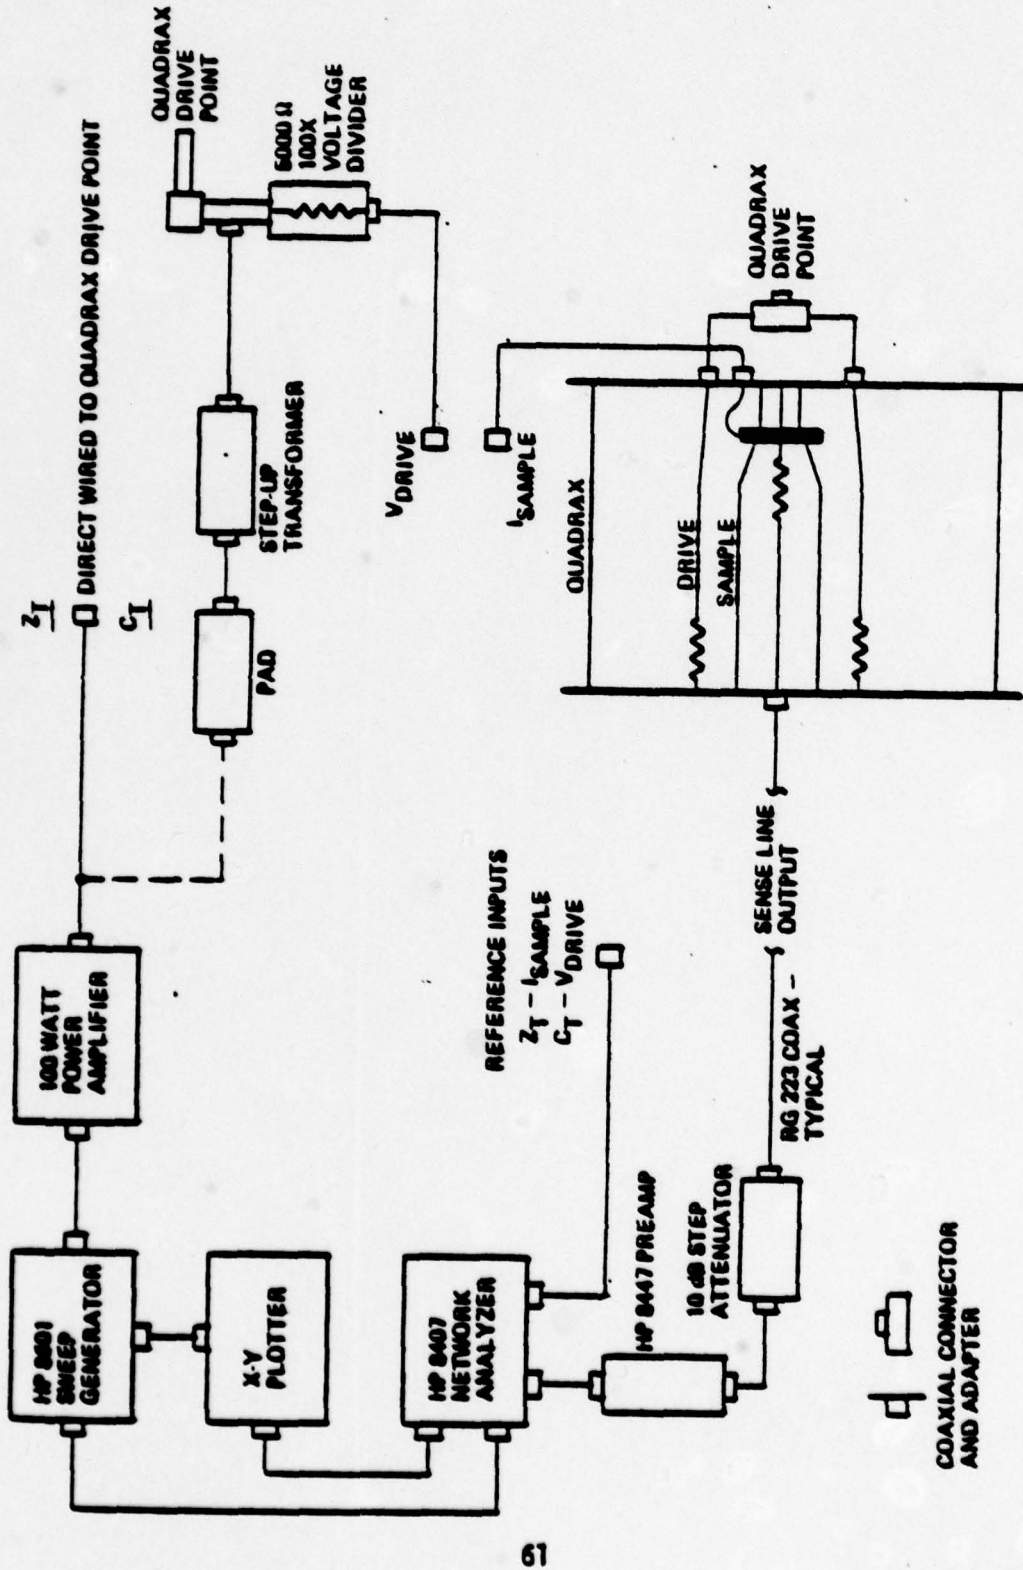 HP 8601
SWEEP
GENERATOR
100 WATT
POWER
AMPLIFIER
Z_T
DIRECT WIRED TO QUADRAX DRIVE POINT
C_T
PAD
STEP-UP
TRANSFORMER
QUADRAX
DRIVE
POINT
5000 Ω
100X
VOLTAGE
DIVIDER
X-Y
PLOTTER
V_DRIVE
HP 8407
NETWORK
ANALYZER
REFERENCE INPUTS
Z_T – I_SAMPLE
C_T – V_DRIVE
I_SAMPLE
QUADRAX
DRIVE
SAMPLE
QUADRAX
DRIVE
POINT
HP 8447 PREAMP
10 dB STEP
ATTENUATOR
RG 223 COAX –
TYPICAL
SENSE LINE
OUTPUT
COAXIAL CONNECTOR
AND ADAPTER
61